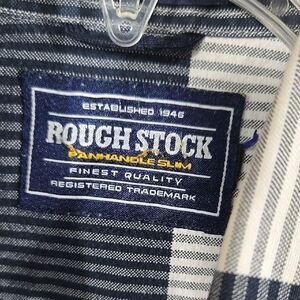 ESTABLISHED 1946
ROUGH STOCK
PANHANDLE SLIM
FINEST QUALITY
REGISTERED TRADEMARK